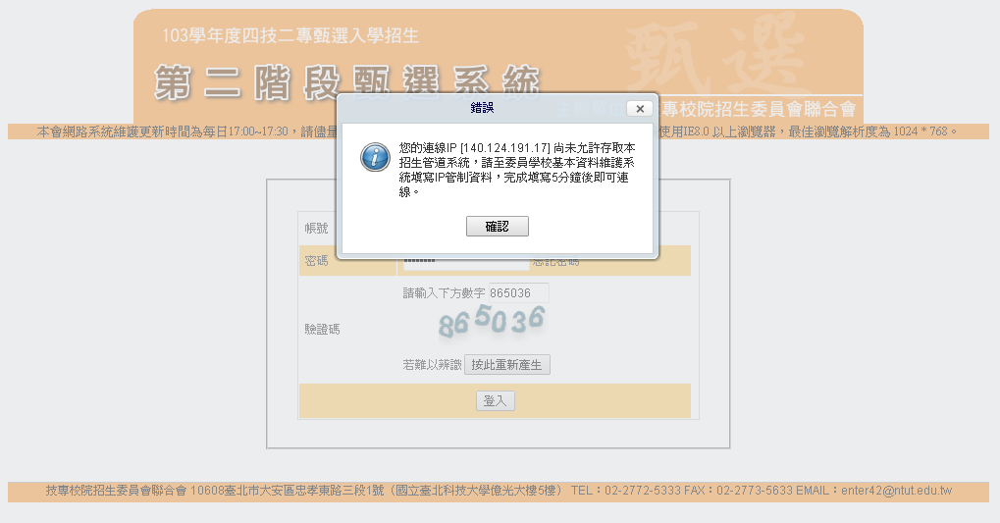 103學年度四技二專甄選入學招生
甄選
第二階段甄選系統
專校院招生委員會聯合會
本會網路系統維護更新時間為每日17:00~17:30，請儘量
使用IE8.0 以上瀏覽器，最佳瀏覽解析度為 1024 * 768。
錯誤
您的連線IP [140.124.191.17] 尚未允許存取本
招生管道系統，請至委員學校基本資料維護系
統填寫IP管制資料，完成填寫5分鐘後即可連
線。
確認
帳號
密碼
忘記密碼
請輸入下方數字 865036
驗證碼
865036
若難以辨識 按此重新產生
登入
技專校院招生委員會聯合會 10608臺北市大安區忠孝東路三段1號（國立臺北科技大學億光大樓5樓） TEL：02-2772-5333 FAX：02-2773-5633 EMAIL：enter42@ntut.edu.tw